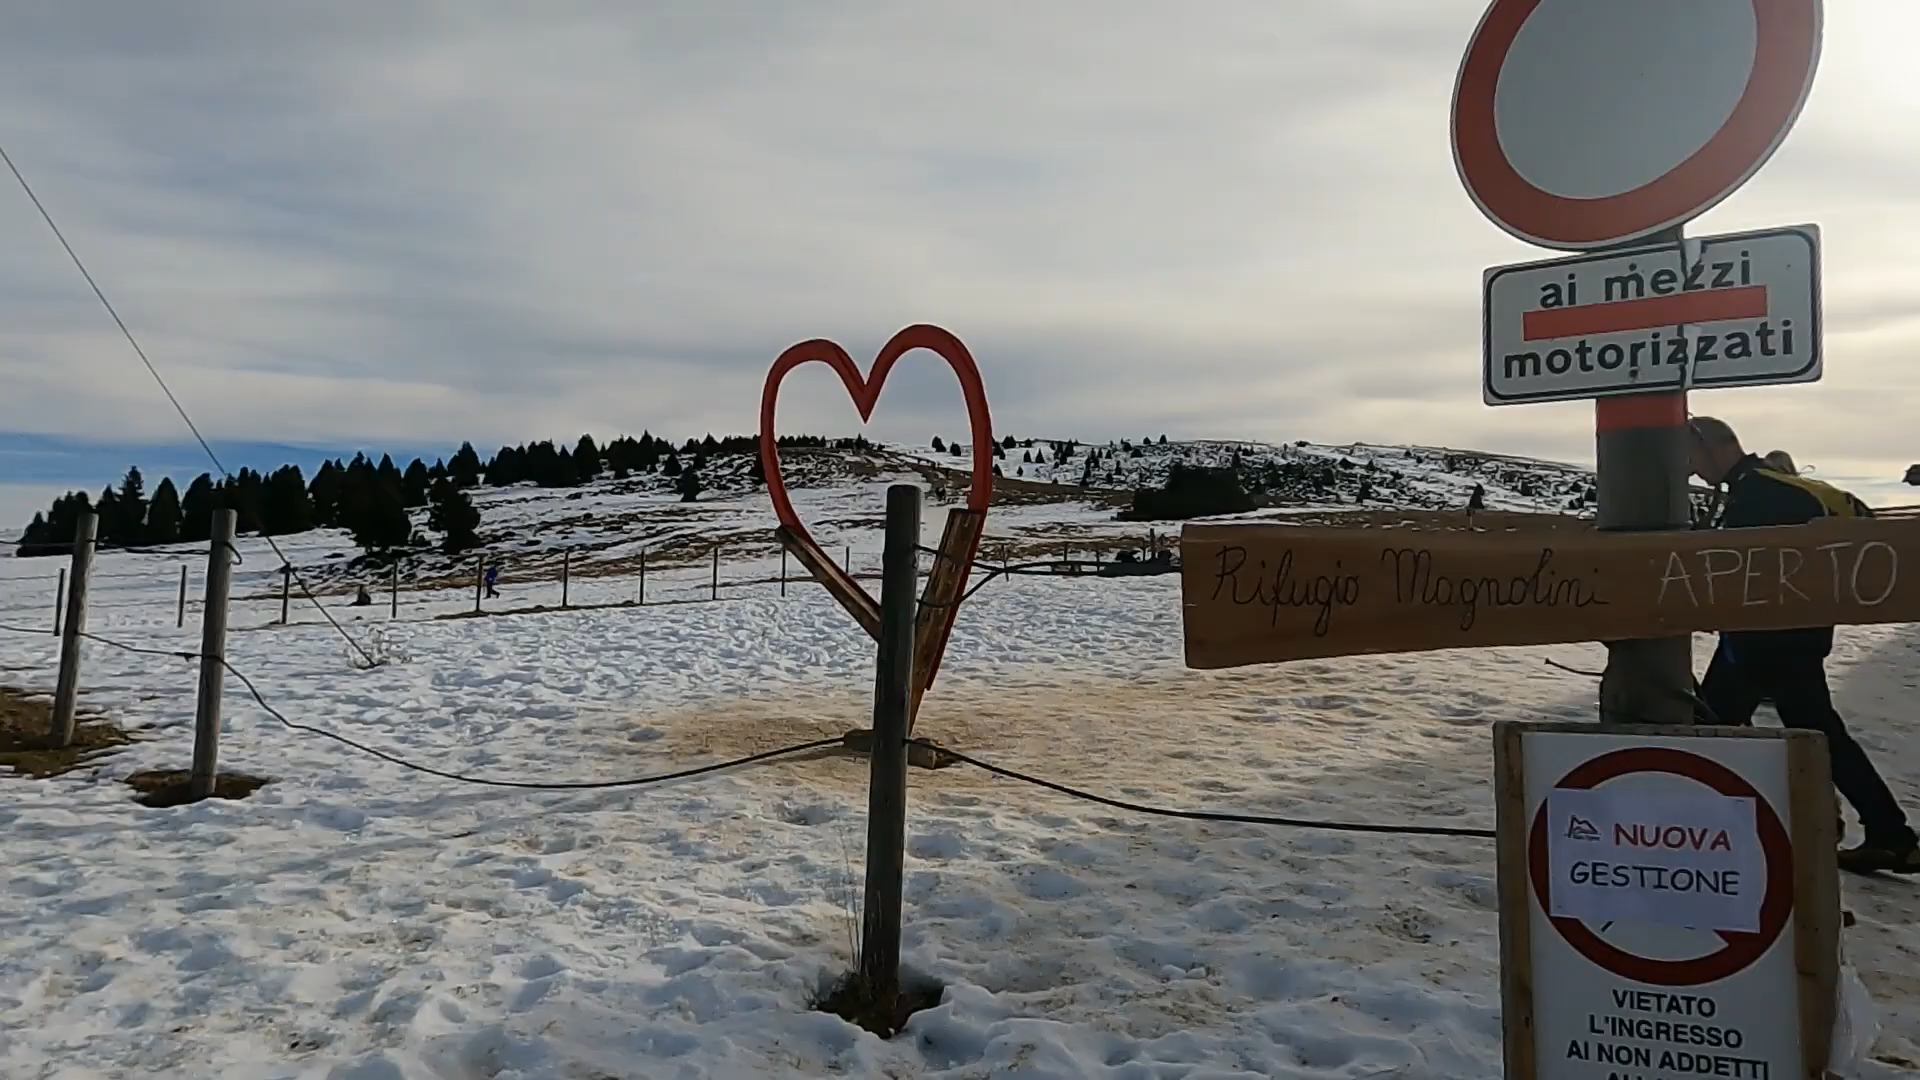 ai mezzi
motorizzati
Rifugio Magnolini APERTO
NUOVA
GESTIONE
VIETATO
L'INGRESSO
AI NON ADDETTI